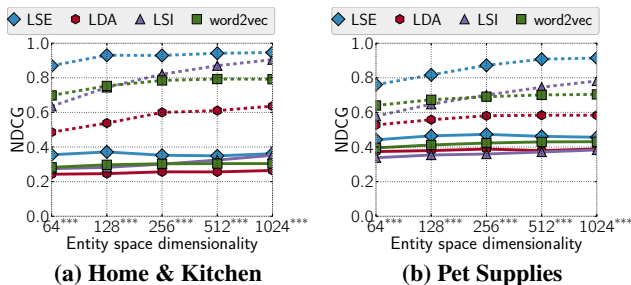 LSE LDA LSI word2vec
1.0
0.8
0.6
0.4
0.2
0.0
NDCG
64*** 128*** 256*** 512*** 1024***
Entity space dimensionality
(a) Home & Kitchen
LSE LDA LSI word2vec
1.0
0.8
0.6
0.4
0.2
0.0
NDCG
64*** 128*** 256** 512*** 1024***
Entity space dimensionality
(b) Pet Supplies